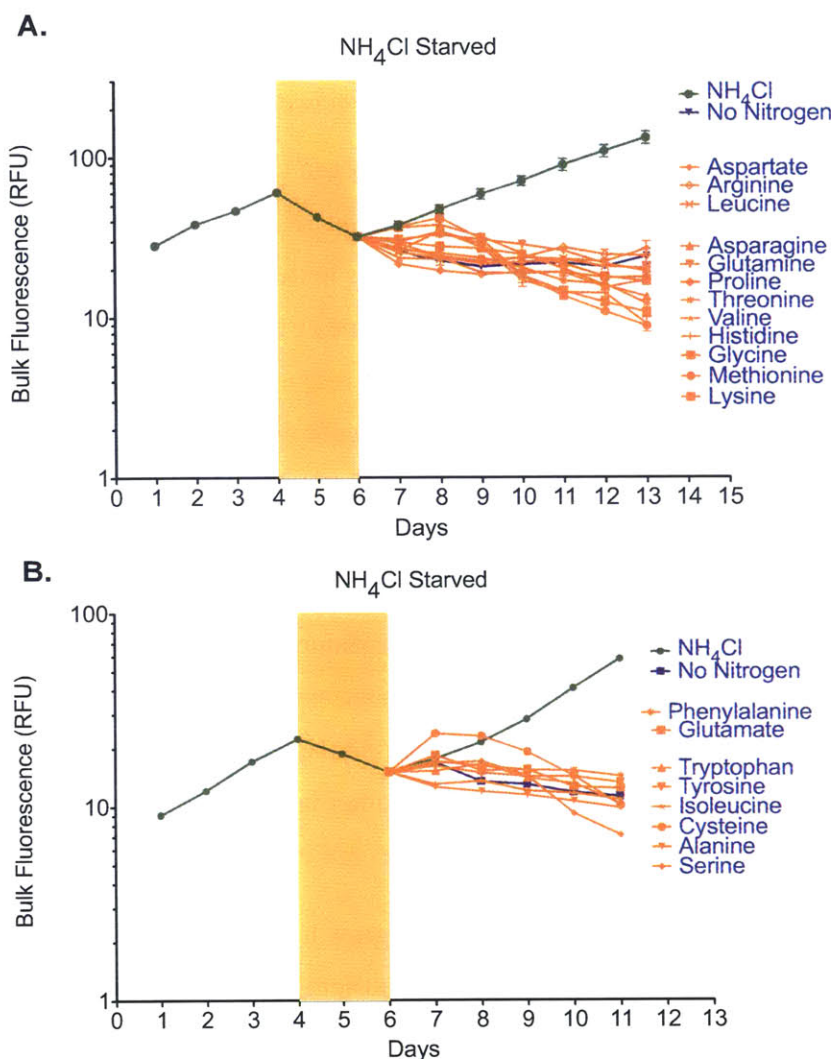 A.
NH4Cl Starved
Bulk Fluorescence (RFU)
100
10
1
0 1 2 3 4 5 6 7 8 9 10 11 12 13 14 15
Days
NH4Cl
No Nitrogen
Aspartate
Arginine
Leucine
Asparagine
Glutamine
Proline
Threonine
Valine
Histidine
Glycine
Methionine
Lysine
B.
NH4Cl Starved
Bulk Fluorescence (RFU)
100
10
1
0 1 2 3 4 5 6 7 8 9 10 11 12 13
Days
NH4Cl
No Nitrogen
Phenylalanine
Glutamate
Tryptophan
Tyrosine
Isoleucine
Cysteine
Alanine
Serine